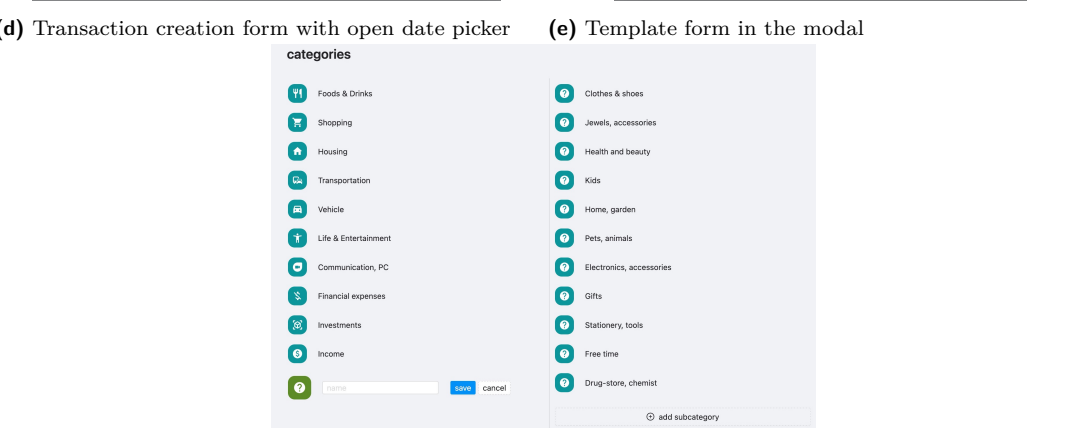 (d) Transaction creation form with open date picker
(e) Template form in the modal
categories
Foods & Drinks
Shopping
Housing
Transportation
Vehicle
Life & Entertainment
Communication, PC
Financial expenses
Investments
Income
name
save cancel
Clothes & shoes
Jewels, accessories
Health and beauty
Kids
Home, garden
Pets, animals
Electronics, accessories
Gifts
Stationery, tools
Free time
Drug-store, chemist
add subcategory